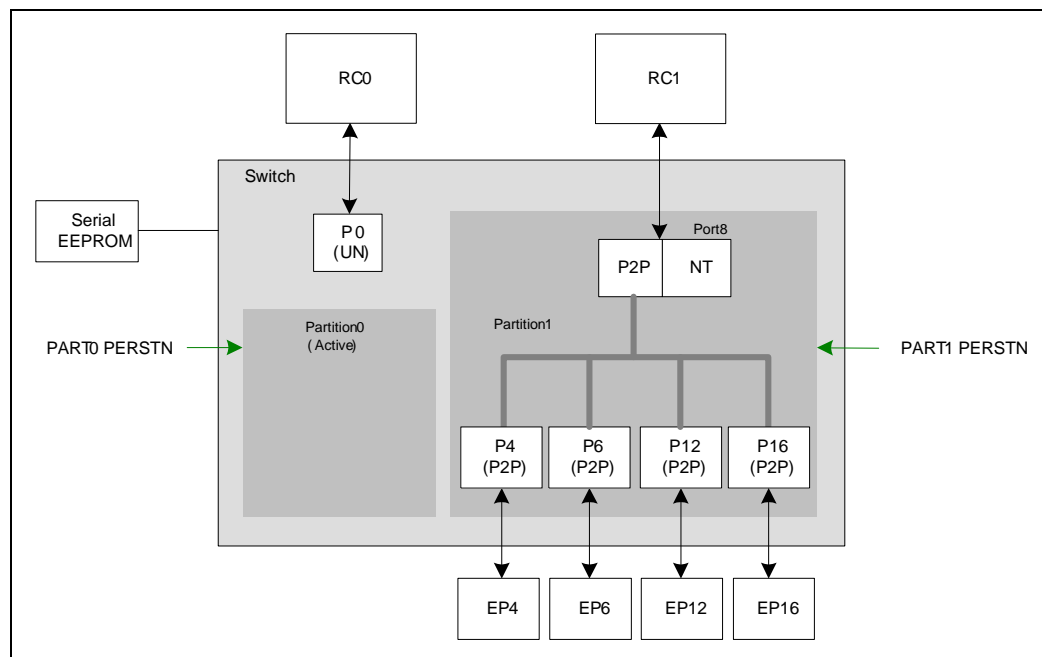 RC0
RC1
Switch
Serial
EEPROM
P0
(UN)
Port8
P2P
NT
Partition0
(Active)
Partition1
PART0 PERSTN
PART1 PERSTN
P4
(P2P)
P6
(P2P)
P12
(P2P)
P16
(P2P)
EP4
EP6
EP12
EP16